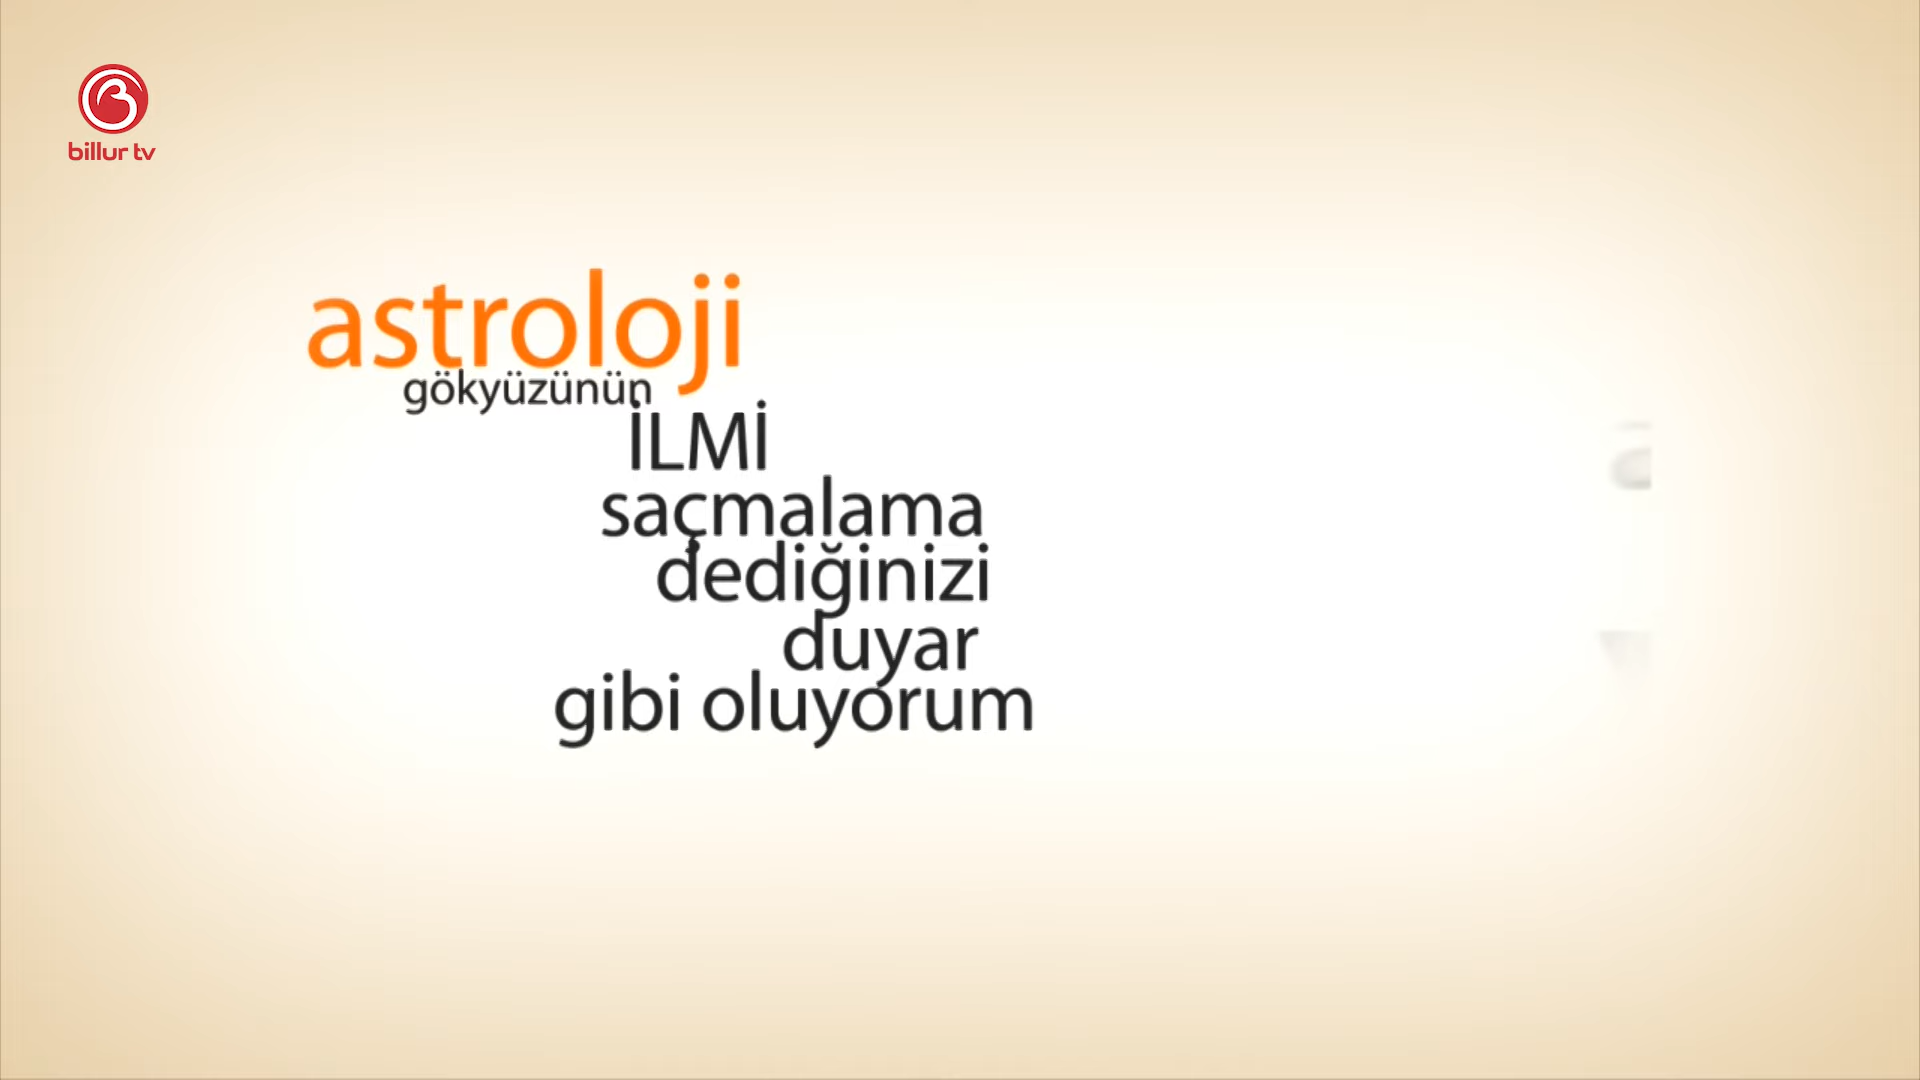 billur tv
astroloji
gökyüzünün
İLMİ
saçmalama
dediğinizi
duyar
gibi oluyorum